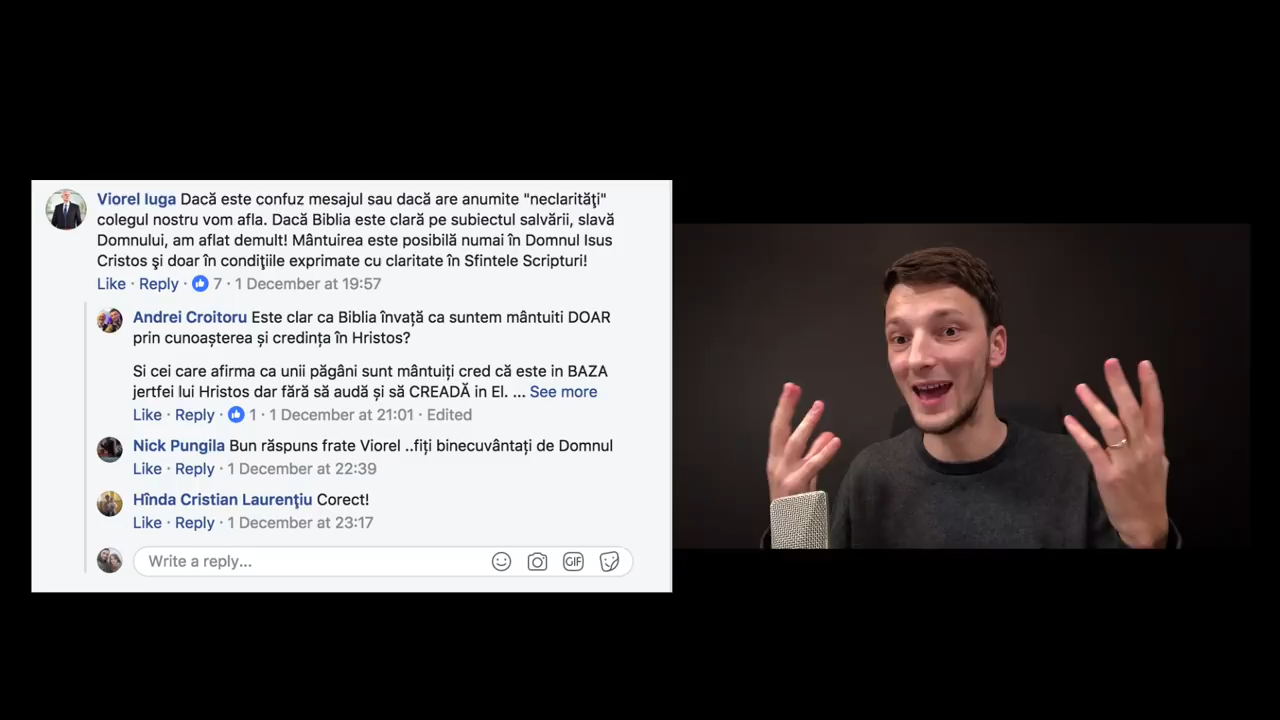 Viorel Iuga Dacă este confuz mesajul sau dacă are anumite "neclarităţi"
colegul nostru vom afla. Dacă Biblia este clară pe subiectul salvării, slavă
Domnului, am aflat demult! Mântuirea este posibilă numai în Domnul Isus
Cristos şi doar în condiţiile exprimate cu claritate în Sfintele Scripturi!
Like · Reply · 7 · 1 December at 19:57
Andrei Croitoru Este clar ca Biblia învață ca suntem mântuiti DOAR
prin cunoașterea și credința în Hristos?
Si cei care afirma ca unii păgâni sunt mântuiți cred că este in BAZA
jertfei lui Hristos dar fără să audă și să CREADĂ in El. ... See more
Like · Reply · 1 · 1 December at 21:01 · Edited
Nick Pungila Bun răspuns frate Viorel ..fiți binecuvântați de Domnul
Like · Reply · 1 December at 22:39
Hînda Cristian Laurenţiu Corect!
Like · Reply · 1 December at 23:17
Write a reply...
GIF